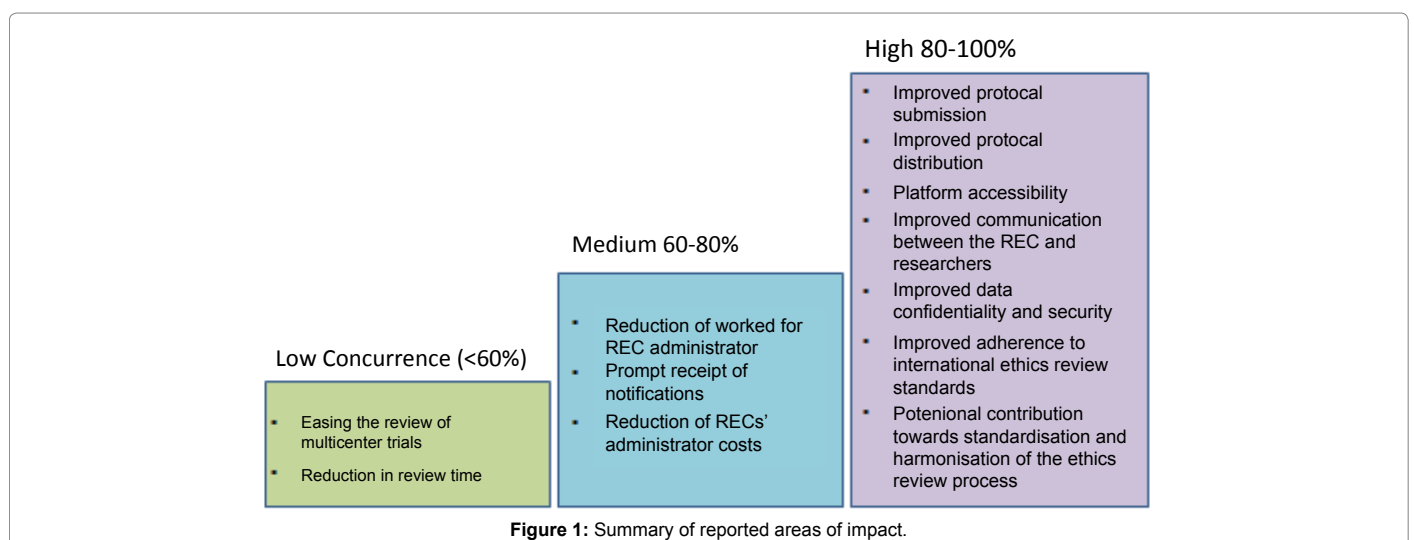 High 80-100%
▪ Improved protocal
submission
▪ Improved protocal
distribution
▪ Platform accessibility
▪ Improved communication
between the REC and
researchers
▪ Improved data
confidentiality and security
▪ Improved adherence to
international ethics review
standards
▪ Potenional contribution
towards standardisation and
harmonisation of the ethics
review process
Medium 60-80%
▪ Reduction of worked for
REC administrator
▪ Prompt receipt of
notifications
▪ Reduction of RECs’
administrator costs
Low Concurrence (<60%)
▪ Easing the review of
multicenter trials
▪ Reduction in review time
Figure 1: Summary of reported areas of impact.